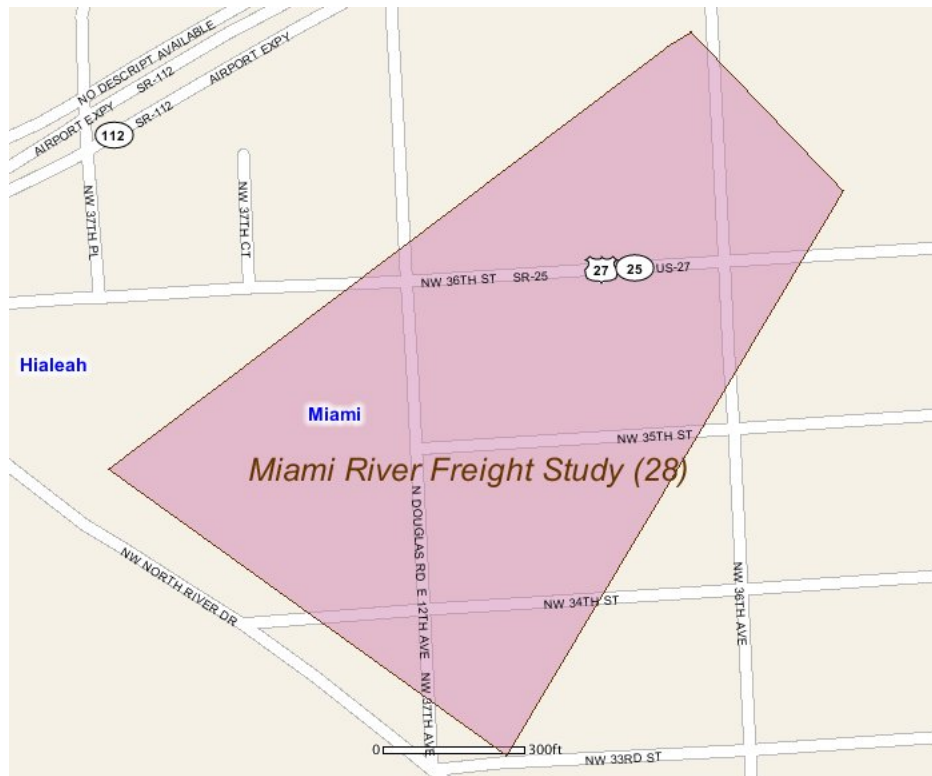 NO DESCRIPT AVAILABLE
AIRPORT EXPY
SR-112
AIRPORT EXPY
SR-112
112
NW 37TH PL
NW 37TH CT
NW 36TH ST
SR-25
27
25
US-27
Hialeah
Miami
NW 35TH ST
Miami River Freight Study (28)
N DOUGLAS RD
E 12TH AVE
NW 37TH AVE
NW NORTH RIVER DR
NW 34TH ST
NW 36TH AVE
0
300ft
NW 33RD ST